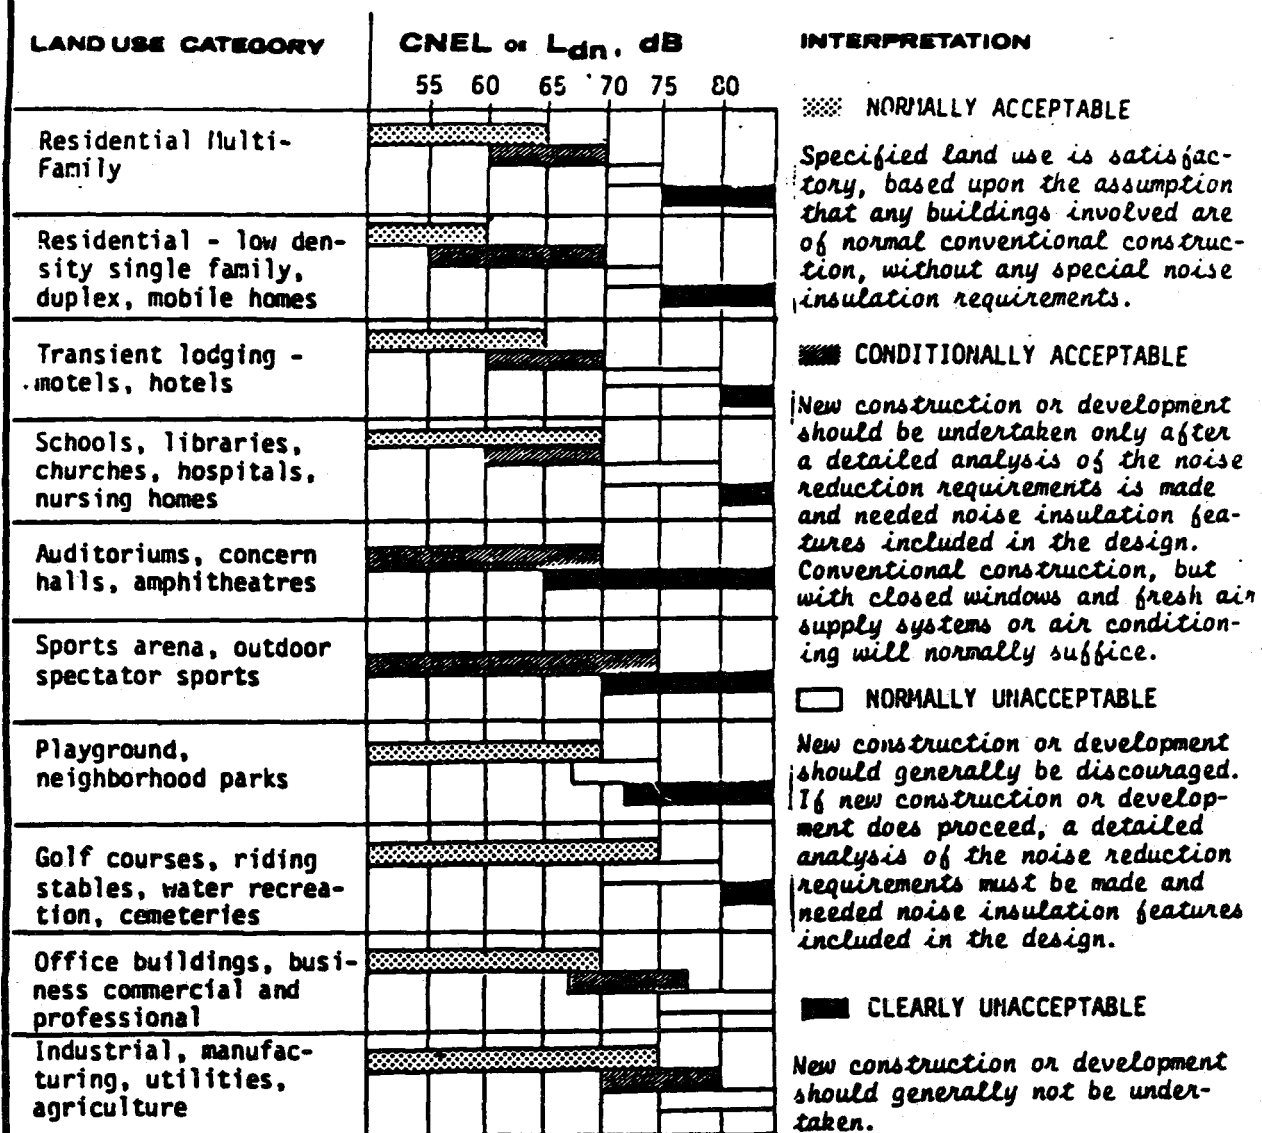 LAND USE CATEGORY
CNEL or Ldn, dB
55 60 65 70 75 80
Residential Multi-
Family
Residential - low den-
sity single family,
duplex, mobile homes
Transient lodging -
motels, hotels
Schools, libraries,
churches, hospitals,
nursing homes
Auditoriums, concern
halls, amphitheatres
Sports arena, outdoor
spectator sports
Playground,
neighborhood parks
Golf courses, riding
stables, water recrea-
tion, cemeteries
Office buildings, busi-
ness commercial and
professional
Industrial, manufac-
turing, utilities,
agriculture
INTERPRETATION
NORMALLY ACCEPTABLE
Specified land use is satisfac-
tory, based upon the assumption
that any buildings involved are
of normal conventional construc-
tion, without any special noise
insulation requirements.
CONDITIONALLY ACCEPTABLE
New construction or development
should be undertaken only after
a detailed analysis of the noise
reduction requirements is made
and needed noise insulation fea-
tures included in the design.
Conventional construction, but
with closed windows and fresh air
supply systems or air condition-
ing will normally suffice.
NORMALLY UNACCEPTABLE
New construction or development
should generally be discouraged.
If new construction or develop-
ment does proceed, a detailed
analysis of the noise reduction
requirements must be made and
needed noise insulation features
included in the design.
CLEARLY UNACCEPTABLE
New construction or development
should generally not be under-
taken.